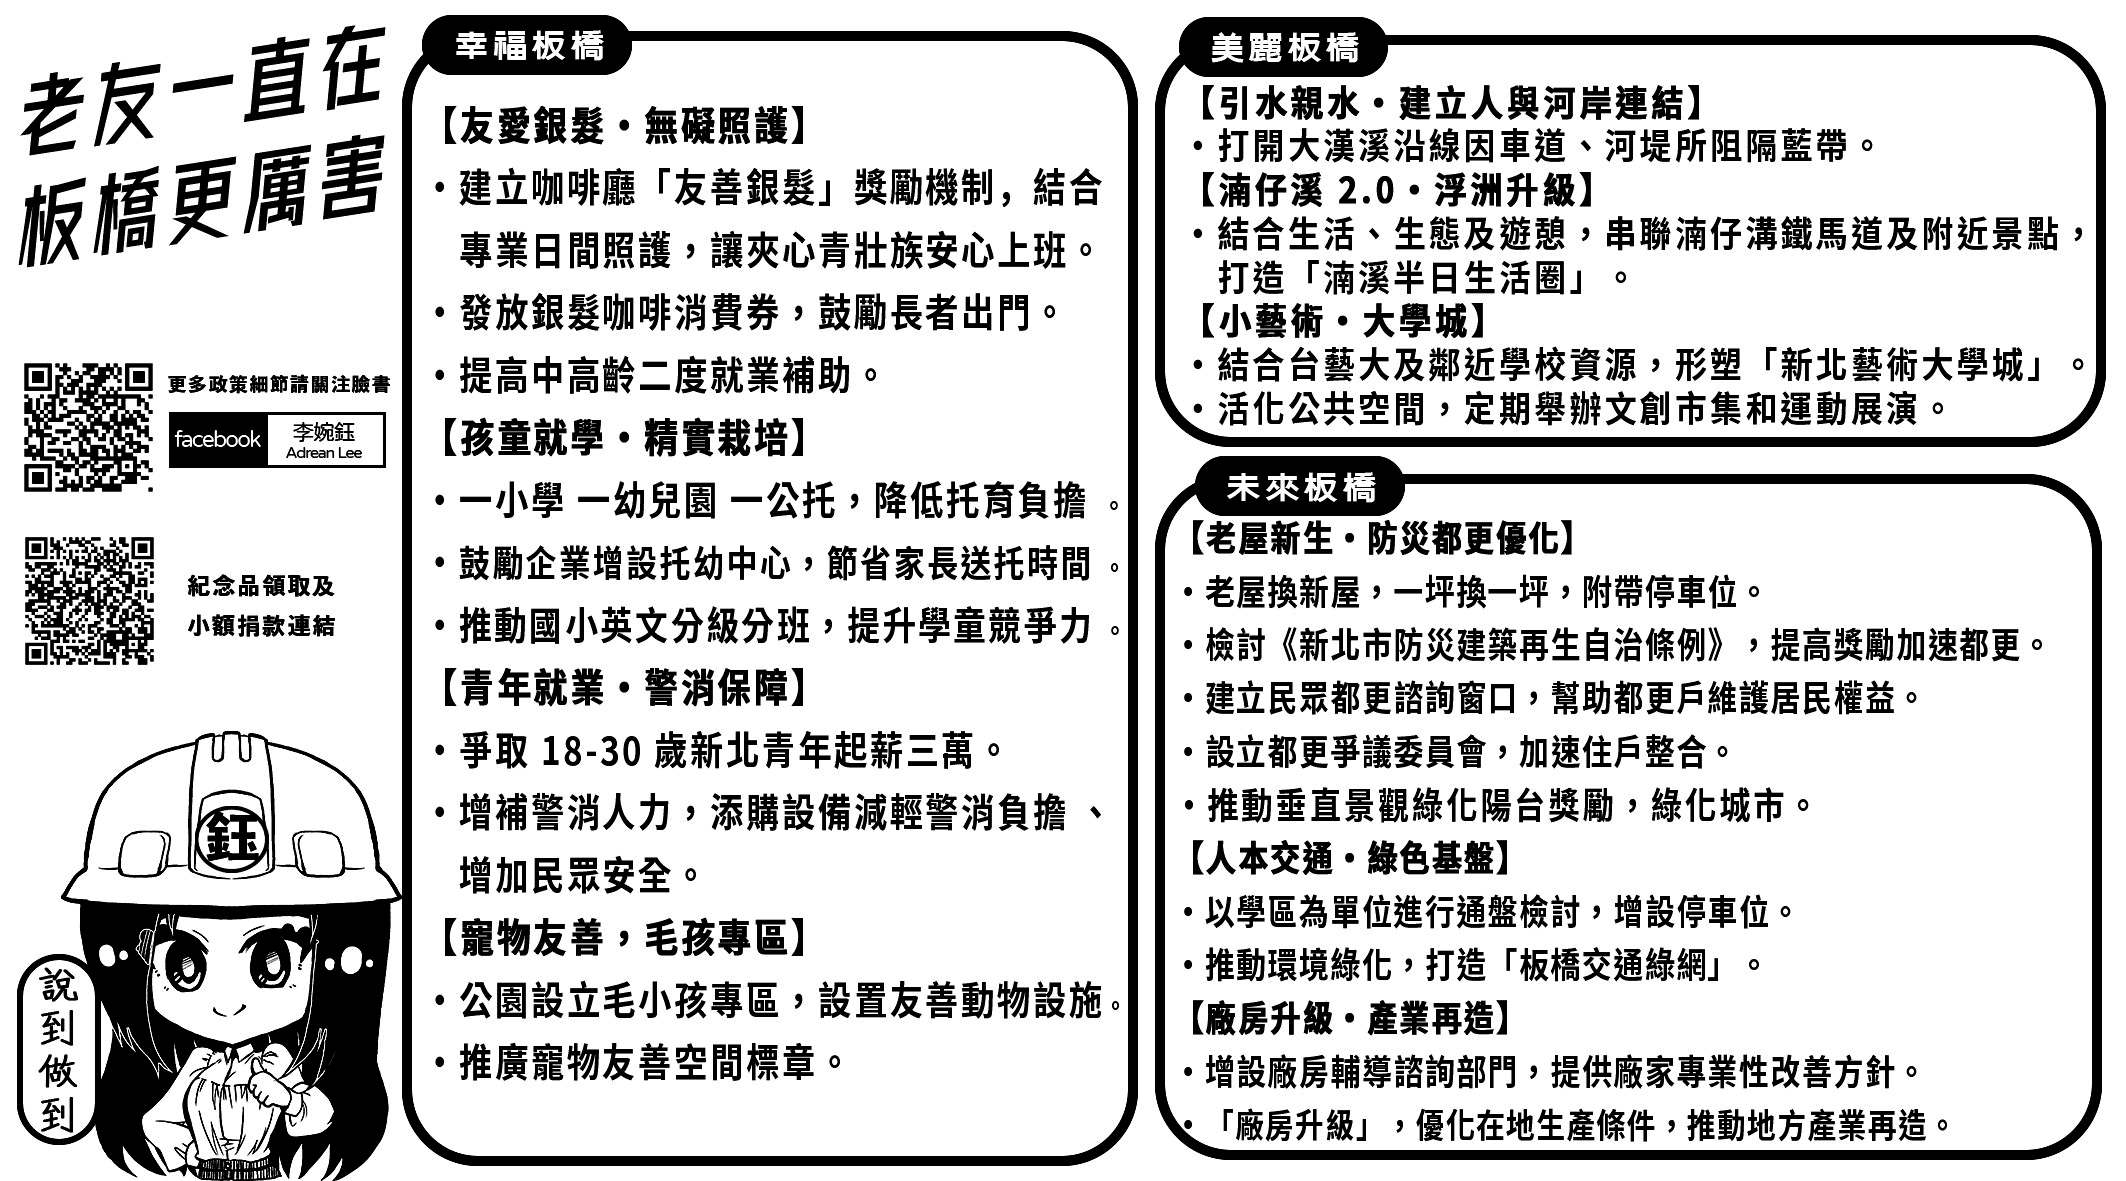 老友一直在
板橋更厲害
更多政策細節請關注臉書
facebook
李婉鈺
Adrean Lee
紀念品領取及
小額捐款連結
鈺
說到做到
幸福板橋
【友愛銀髮・無礙照護】
・建立咖啡廳「友善銀髮」獎勵機制，結合
專業日間照護，讓夾心青壯族安心上班。
・發放銀髮咖啡消費券，鼓勵長者出門。
・提高中高齡二度就業補助。
【孩童就學・精實栽培】
・一小學 一幼兒園 一公托，降低托育負擔 。
・鼓勵企業增設托幼中心，節省家長送托時間 。
・推動國小英文分級分班，提升學童競爭力 。
【青年就業・警消保障】
・爭取 18-30 歲新北青年起薪三萬。
・增補警消人力，添購設備減輕警消負擔 、
增加民眾安全。
【寵物友善，毛孩專區】
・公園設立毛小孩專區，設置友善動物設施。
・推廣寵物友善空間標章。
美麗板橋
【引水親水・建立人與河岸連結】
・打開大漢溪沿線因車道、河堤所阻隔藍帶。
【湳仔溪 2.0・浮洲升級】
・結合生活、生態及遊憩，串聯湳仔溝鐵馬道及附近景點，
打造「湳溪半日生活圈」。
【小藝術・大學城】
・結合台藝大及鄰近學校資源，形塑「新北藝術大學城」。
・活化公共空間，定期舉辦文創市集和運動展演。
未來板橋
【老屋新生・防災都更優化】
・老屋換新屋，一坪換一坪，附帶停車位。
・檢討《新北市防災建築再生自治條例》，提高獎勵加速都更。
・建立民眾都更諮詢窗口，幫助都更戶維護居民權益。
・設立都更爭議委員會，加速住戶整合。
・推動垂直景觀綠化陽台獎勵，綠化城市。
【人本交通・綠色基盤】
・以學區為單位進行通盤檢討，增設停車位。
・推動環境綠化，打造「板橋交通綠網」。
【廠房升級・產業再造】
・增設廠房輔導諮詢部門，提供廠家專業性改善方針。
・「廠房升級」，優化在地生產條件，推動地方產業再造。